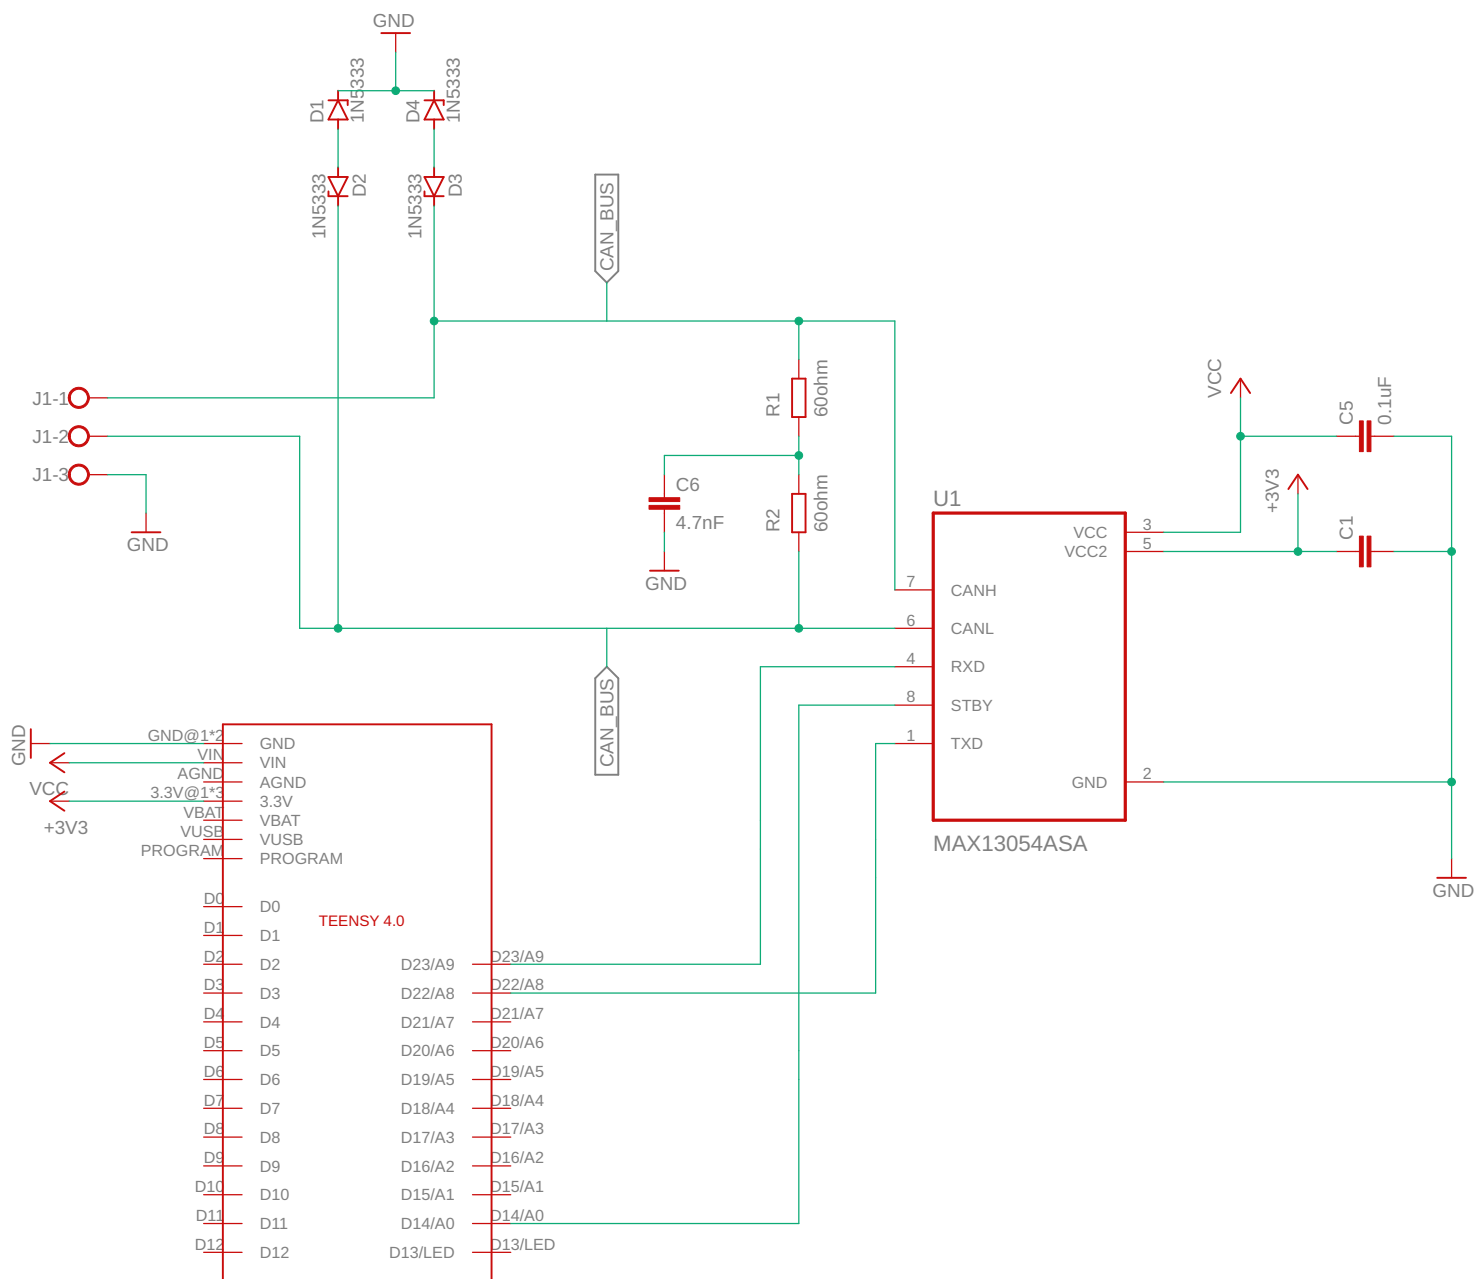 GND
D1
1N5333
D4
1N5333
1N5333
D2
1N5333
D3
CAN_BUS
J1-1
J1-2
J1-3
GND
R1
60ohm
C6
4.7nF
GND
R2
60ohm
VCC
C5
0.1uF
+3V3
C1
U1
VCC
3
VCC2
5
7
CANH
6
CANL
4
RXD
8
STBY
1
TXD
GND
2
MAX13054ASA
GND
CAN_BUS
GND
GND@1*2
GND
VIN
VIN
VCC
AGND
AGND
3.3V@1*3
3.3V
+3V3
VBAT
VBAT
VUSB
VUSB
PROGRAM
PROGRAM
TEENSY 4.0
D0
D0
D1
D1
D2
D2
D23/A9
D23/A9
D3
D3
D22/A8
D22/A8
D4
D4
D21/A7
D21/A7
D5
D5
D20/A6
D20/A6
D6
D6
D19/A5
D19/A5
D7
D7
D18/A4
D18/A4
D8
D8
D17/A3
D17/A3
D9
D9
D16/A2
D16/A2
D10
D10
D15/A1
D15/A1
D11
D11
D14/A0
D14/A0
D12
D12
D13/LED
D13/LED